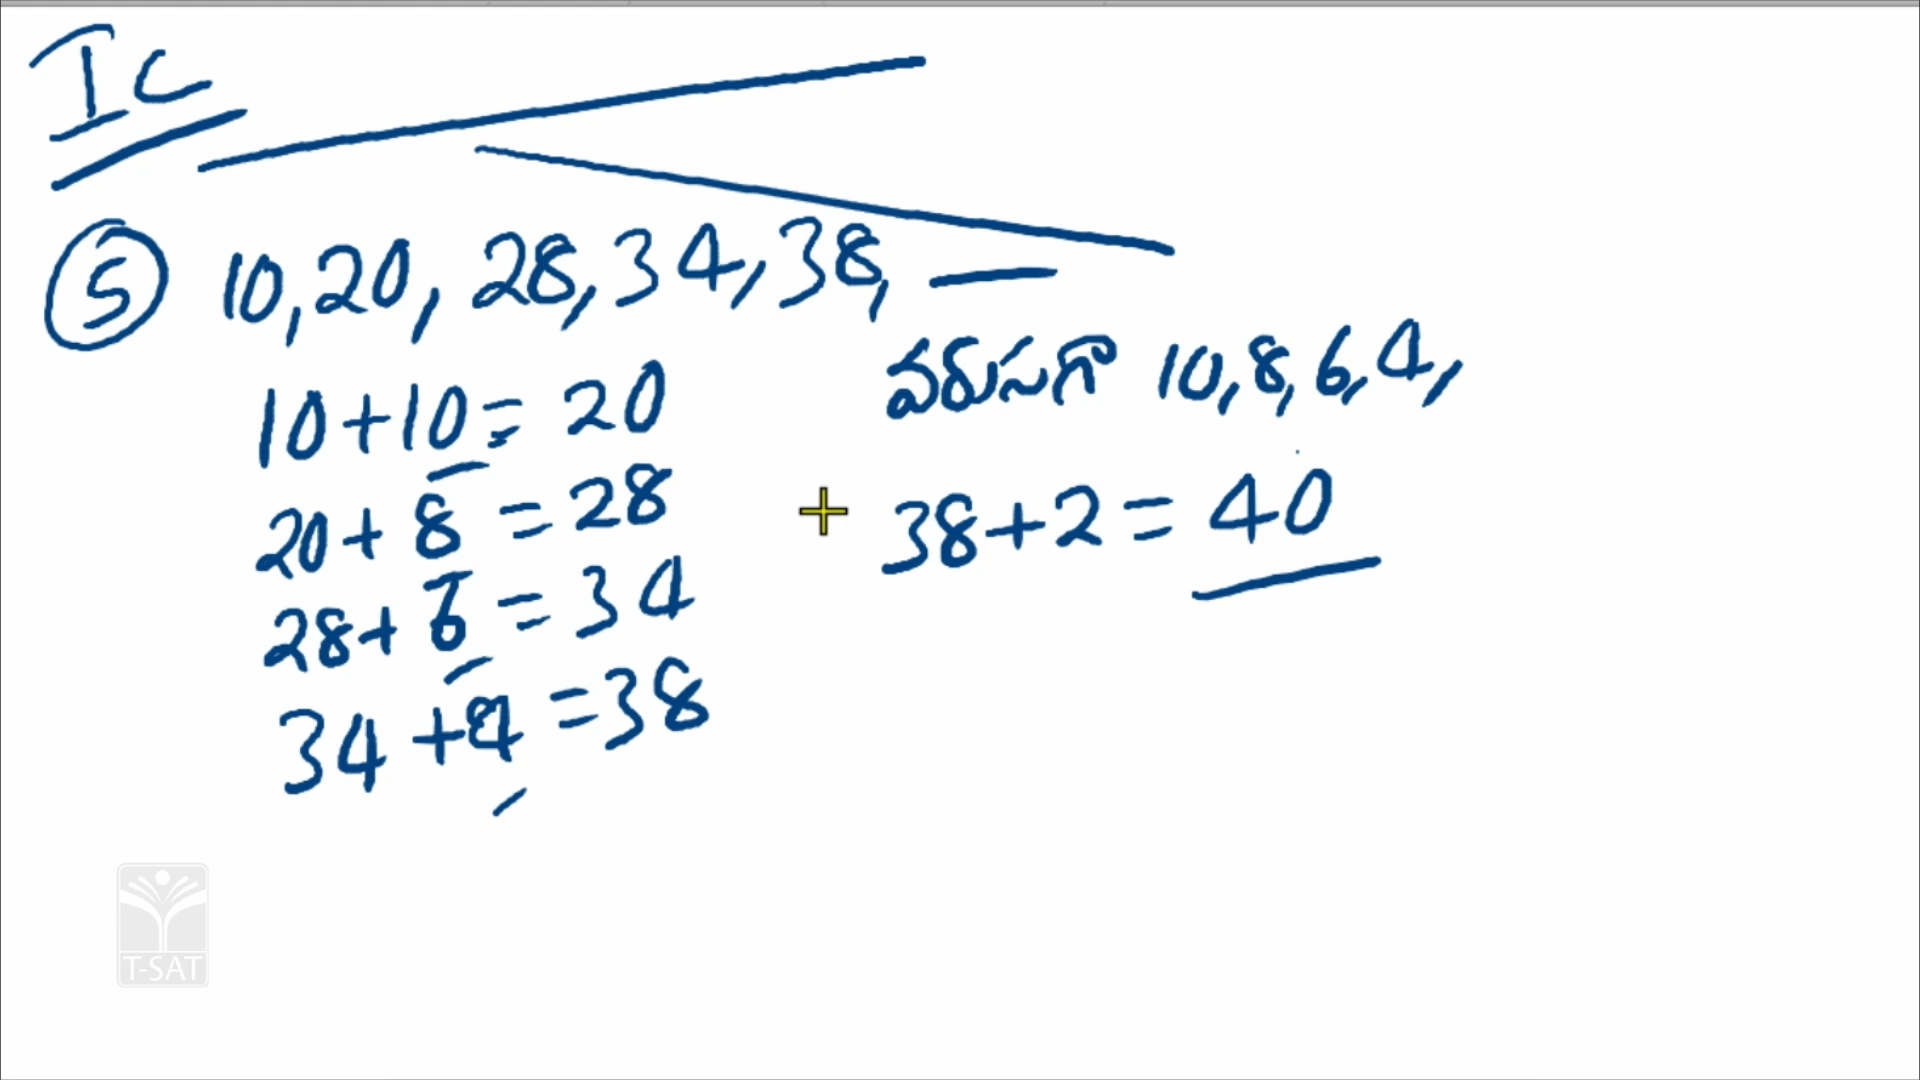 IC
5 10, 20, 28, 34, 38, __
10+10 = 20
20+8 = 28
28+6 = 34
34+4 = 38
వరుసగా 10, 8, 6, 4,
38+2 = 40
T-SAT